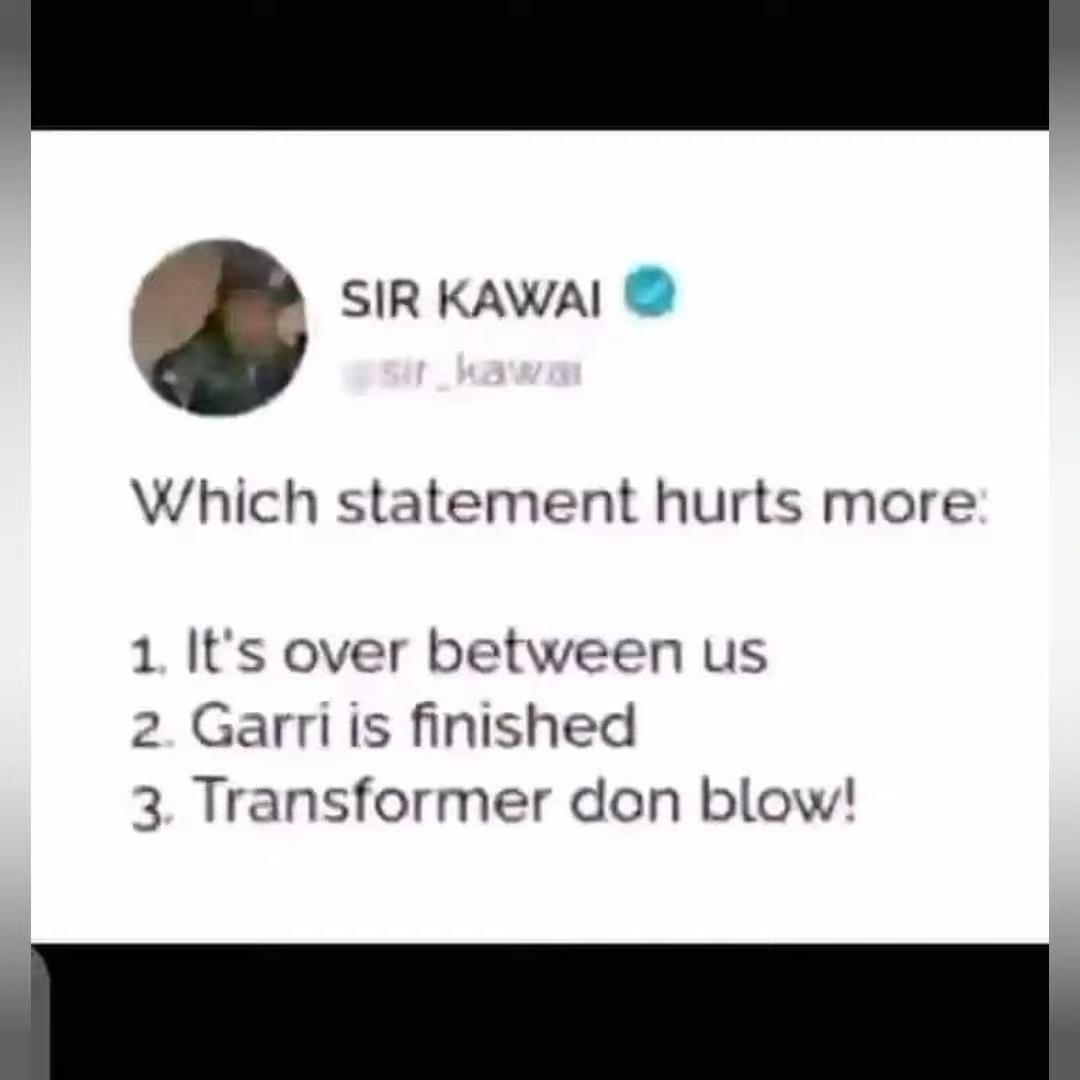 SIR KAWAI
@sir_kawai
Which statement hurts more:
1. It's over between us
2. Garri is finished
3. Transformer don blow!